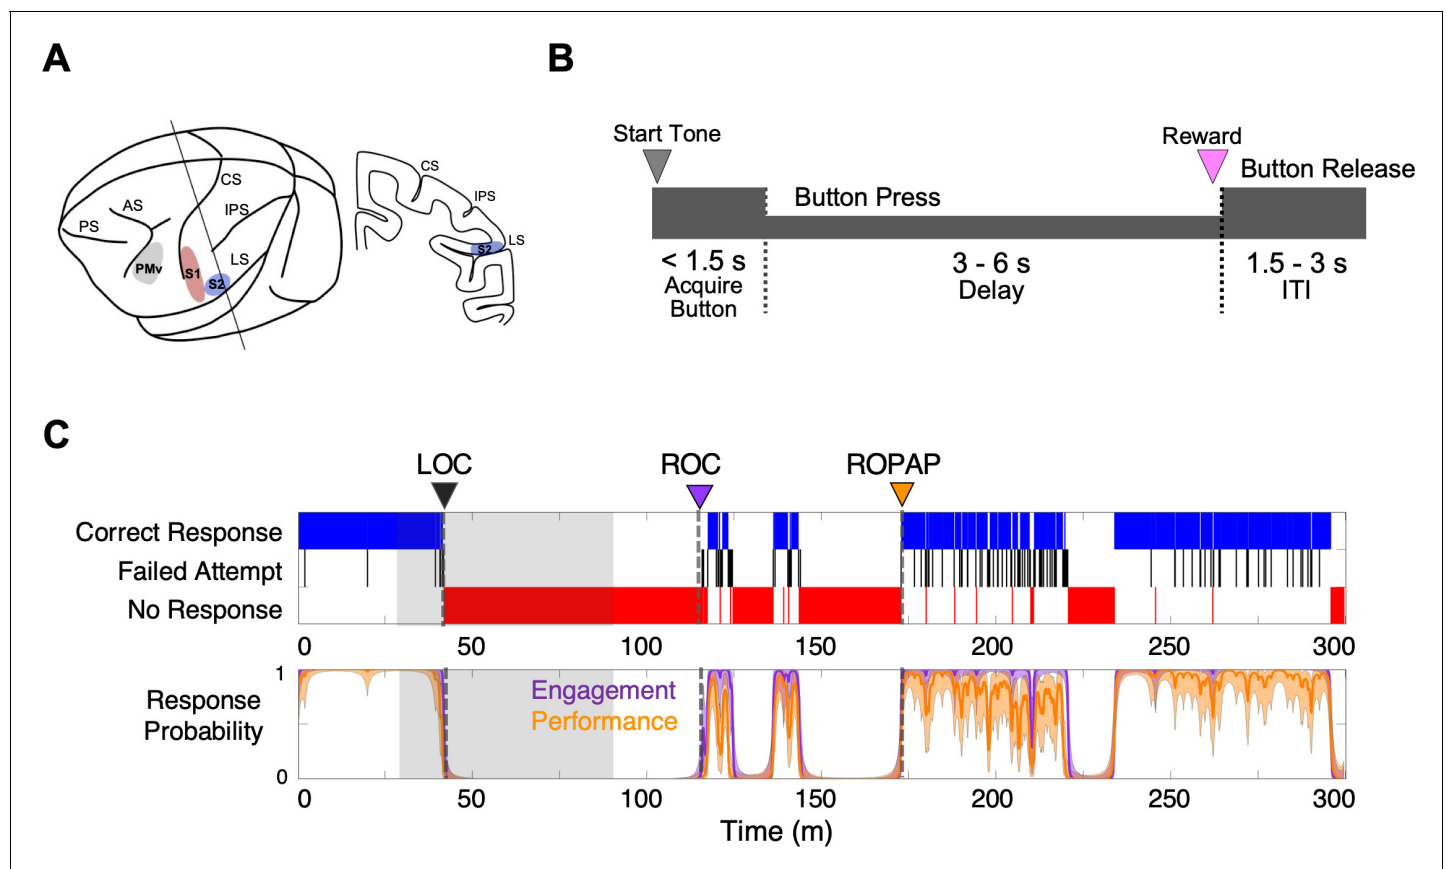 A
B
CS
AS
IPS
PS
LS
PMv
S1
S2
CS
IPS
LS
S2
Start Tone
Reward
Button Release
Button Press
< 1.5 s
Acquire
Button
3 - 6 s
Delay
1.5 - 3 s
ITI
C
LOC
ROC
ROPAP
Correct Response
Failed Attempt
No Response
0 50 100 150 200 250 300
1
Response
Probability
Engagement
Performance
0
0 50 100 150 200 250 300
Time (m)